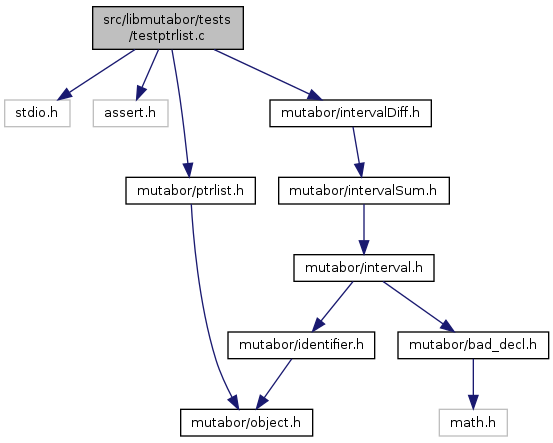 src/libmutabor/tests
/testptrlist.c
stdio.h
assert.h
mutabor/intervalDiff.h
mutabor/ptrlist.h
mutabor/intervalSum.h
mutabor/interval.h
mutabor/identifier.h
mutabor/bad_decl.h
mutabor/object.h
math.h